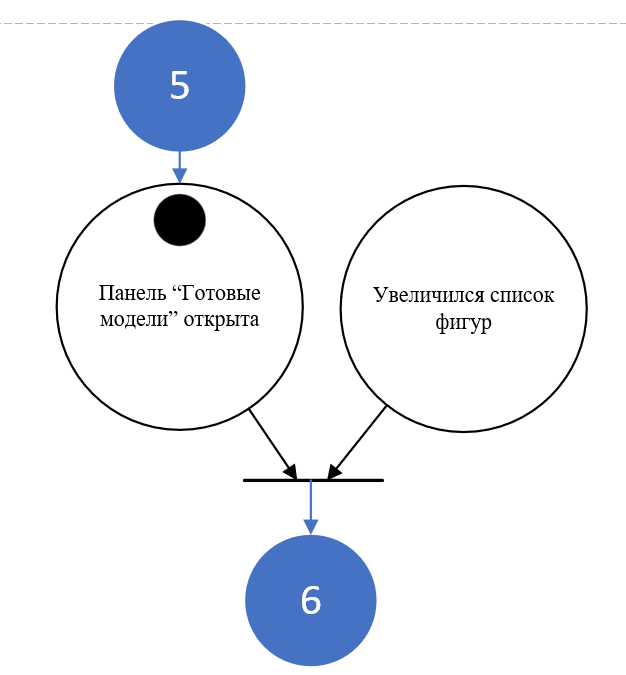 5
Панель “Готовые
модели” открыта
Увеличился список
фигур
6